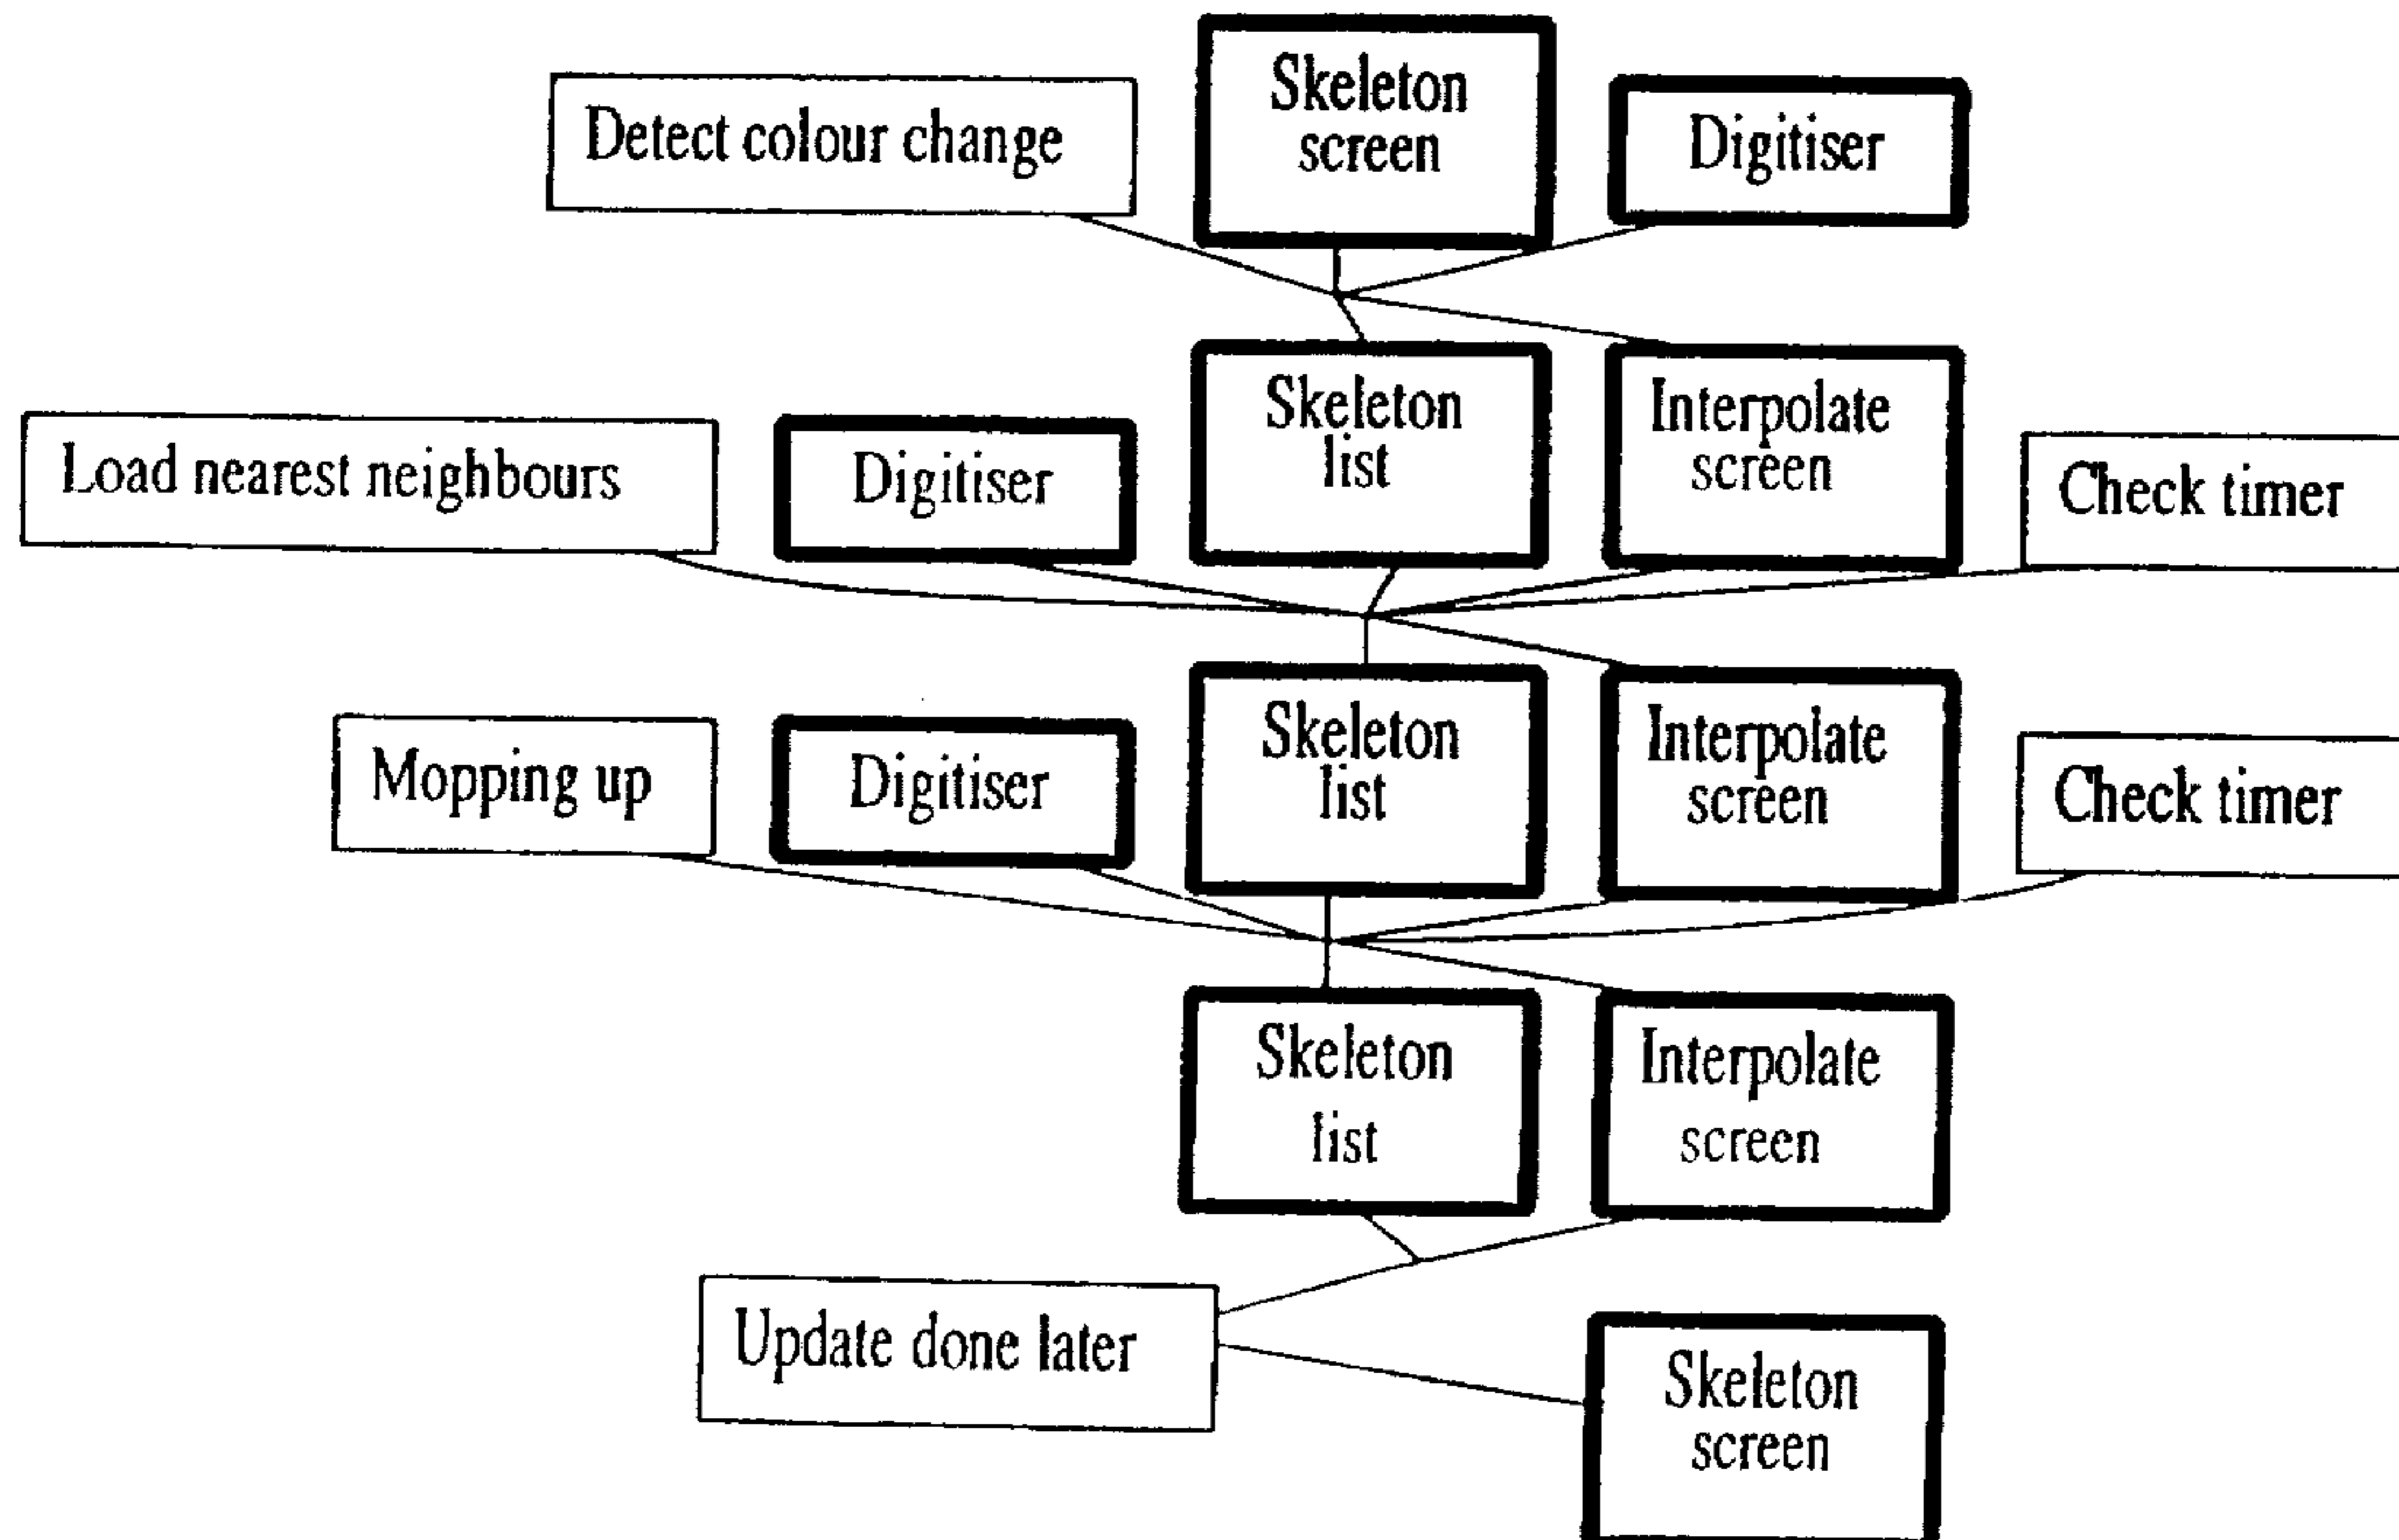 Skeleton
screen
Detect colour change
Digitiser
Skeleton
list
Interpolate
screen
Load nearest neighbours
Digitiser
Check timer
Skeleton
list
Interpolate
screen
Mopping up
Digitiser
Check timer
Skeleton
list
Interpolate
screen
Update done later
Skeleton
screen